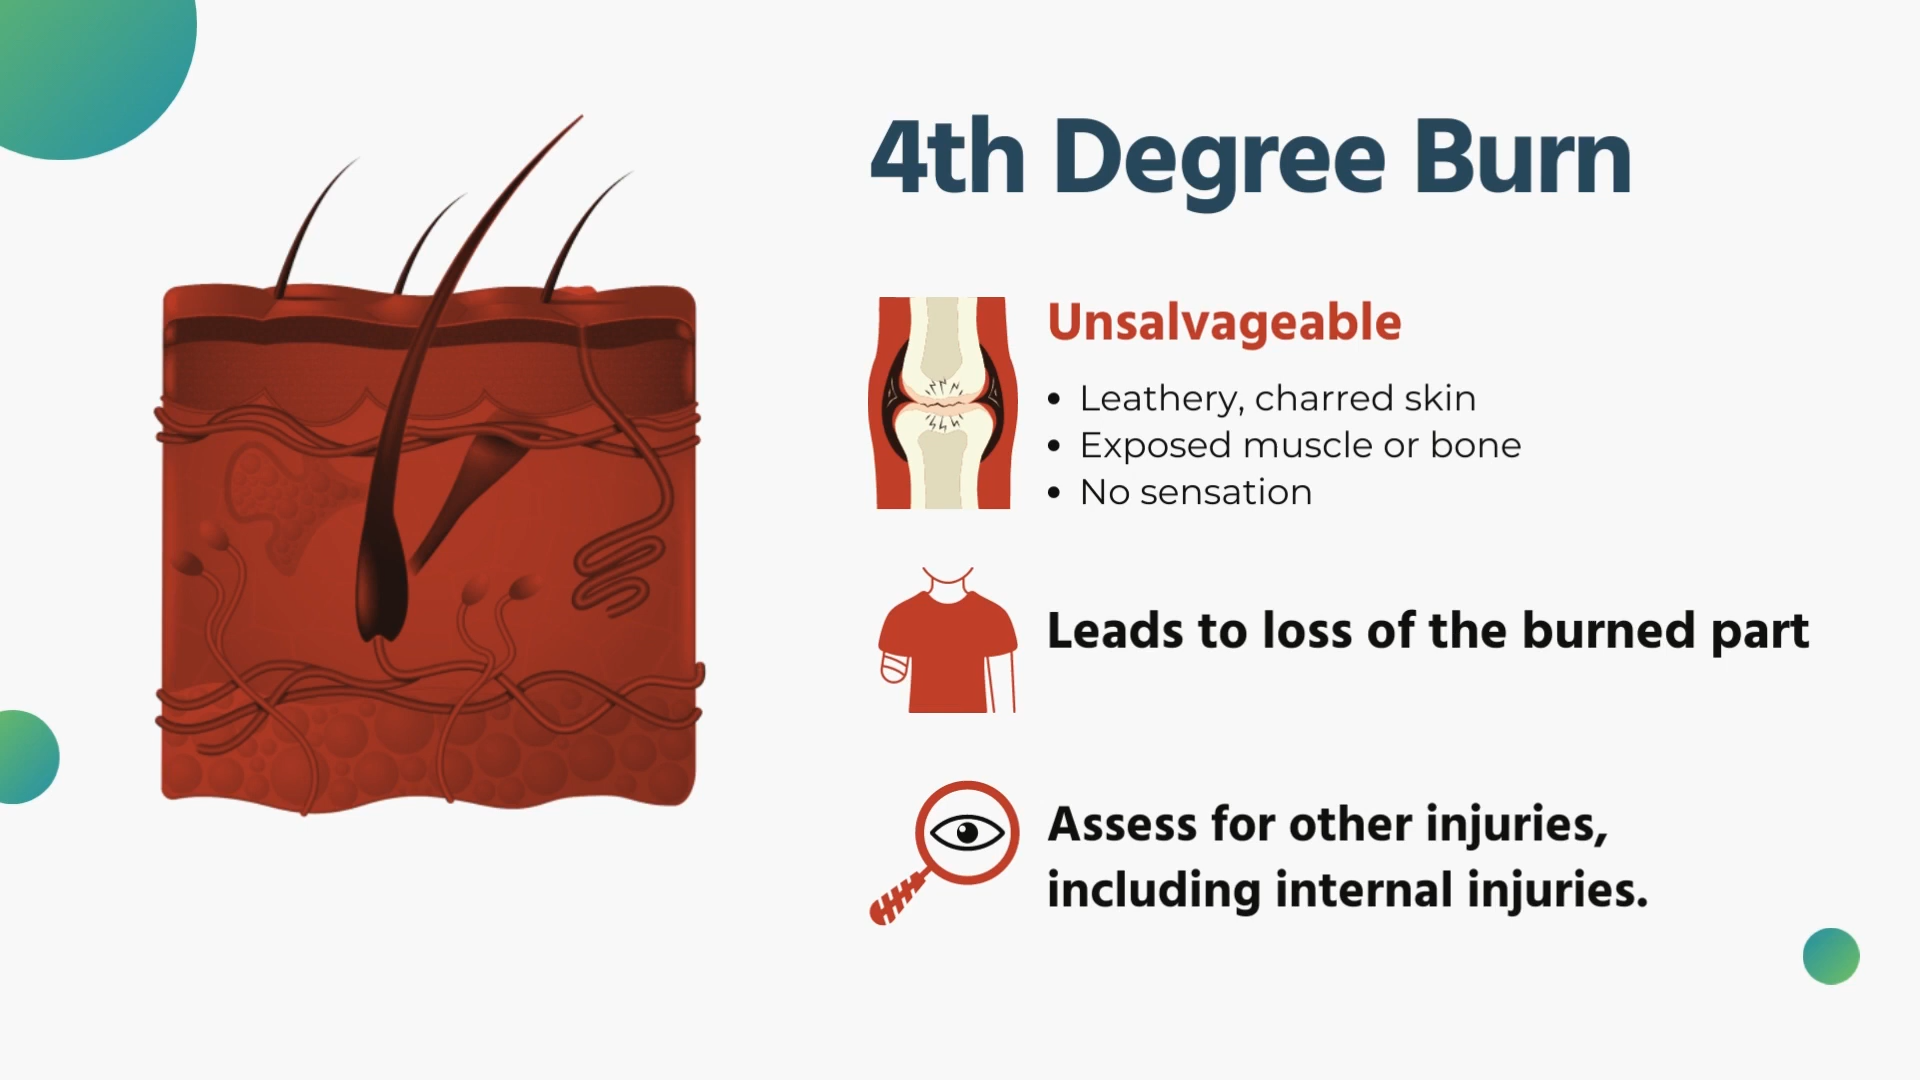 4th Degree Burn
Unsalvageable
• Leathery, charred skin
• Exposed muscle or bone
• No sensation
Leads to loss of the burned part
Assess for other injuries,
including internal injuries.